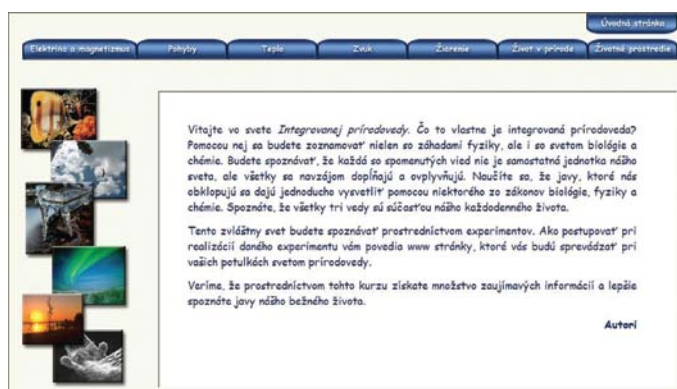 Úvodná stránka
Elektrina a magnetizmus Pohyby Teplo Zvuk Žiarenie Život v prírode Životné prostredie
Vitajte vo svete Integrovanej prírodovedy. Čo to vlastne je integrovaná prírodoveda?
Pomocou nej sa budete zoznamovať nielen so záhadami fyziky, ale i so svetom biológie a
chémie. Budete spoznávať, že každá so spomenutých vied nie je samostatná jednotka nášho
sveta, ale všetky sa navzájom dopĺňajú a ovplyvňujú. Naučíte sa, že javy, ktoré nás
obklopujú sa dajú jednoducho vysvetliť pomocou niektorého zo zákonov biológie, fyziky a
chémie. Spoznáte, že všetky tri vedy sú súčasťou nášho každodenného života.
Tento zvláštny svet budete spoznávať prostredníctvom experimentov. Ako postupovať pri
realizácií daného experimentu vám povedia www stránky, ktoré vás budú sprevádzať pri
vašich potulkách svetom prírodovedy.
Veríme, že prostredníctvom tohto kurzu získate množstvo zaujímavých informácií a lepšie
spoznáte javy nášho bežného života.
Autori